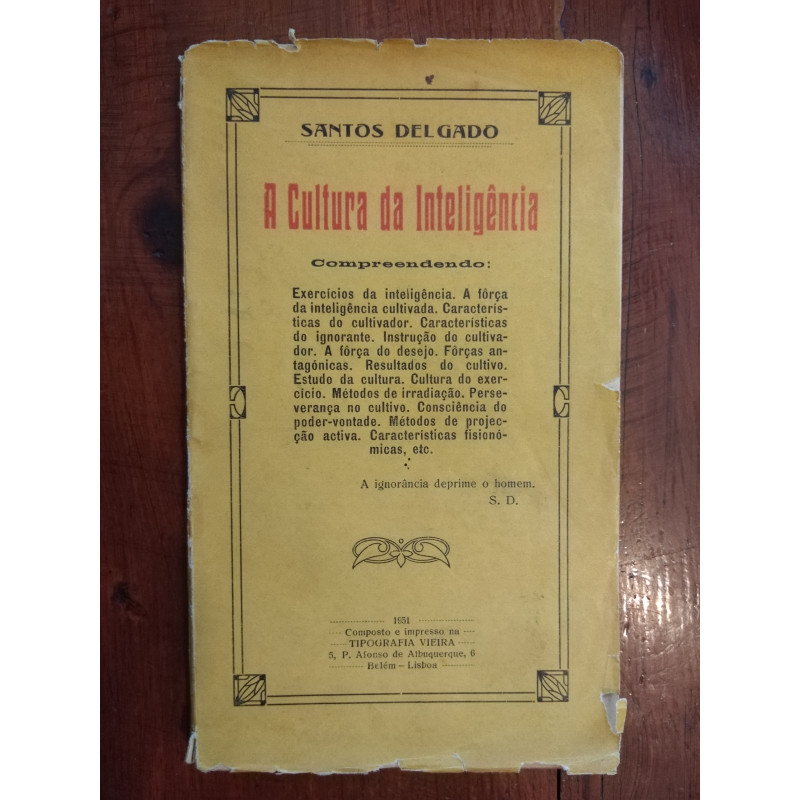 SANTOS DELGADO
A Cultura da Inteligência
Compreendendo:
Exercícios da inteligência. A fôrça
da inteligência cultivada. Caracterís-
ticas do cultivador. Características
do ignorante. Instrução do cultiva-
dor. A fôrça do desejo. Fôrças an-
tagónicas. Resultados do cultivo.
Estudo da cultura. Cultura do exer-
cício. Métodos de irradiação. Perse-
verança no cultivo. Consciência do
poder-vontade. Métodos de projec-
ção activa. Características fisionó-
micas, etc.
A ignorância deprime o homem.
S. D.
1931
Composto e impresso na
TIPOGRAFIA VIEIRA
5, P. Afonso de Albuquerque, 6
Belém – Lisboa